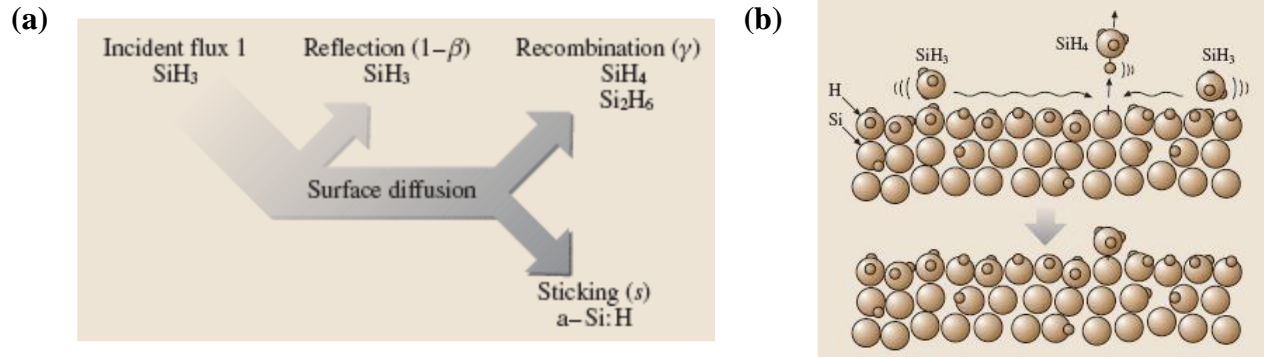 (a)
Incident flux 1
SiH₃
Reflection (1–β)
SiH₃
Recombination (γ)
SiH₄
Si₂H₆
Surface diffusion
Sticking (s)
a–Si:H
(b)
SiH₄
SiH₃
SiH₃
H
Si